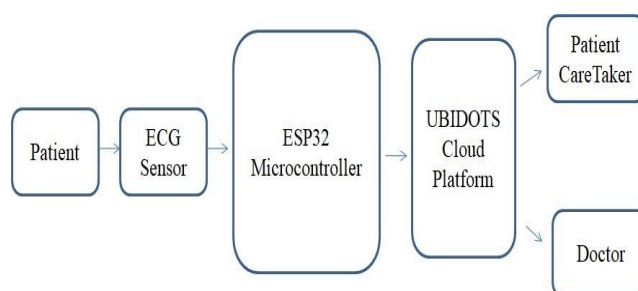 Patient
ECG
Sensor
ESP32
Microcontroller
UBIDOTS
Cloud
Platform
Patient
CareTaker
Doctor